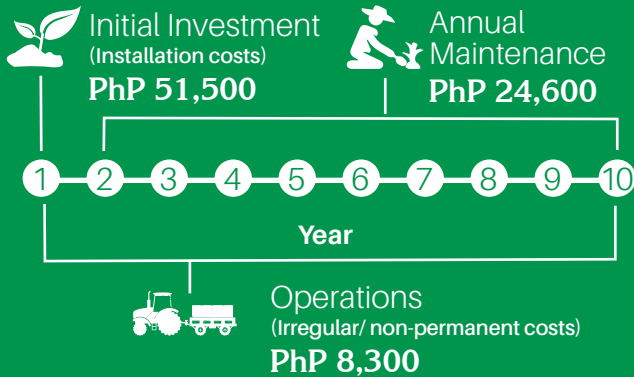 Initial Investment
(Installation costs)
PhP 51,500
Annual
Maintenance
PhP 24,600
1 2 3 4 5 6 7 8 9 10
Year
Operations
(Irregular/ non-permanent costs)
PhP 8,300